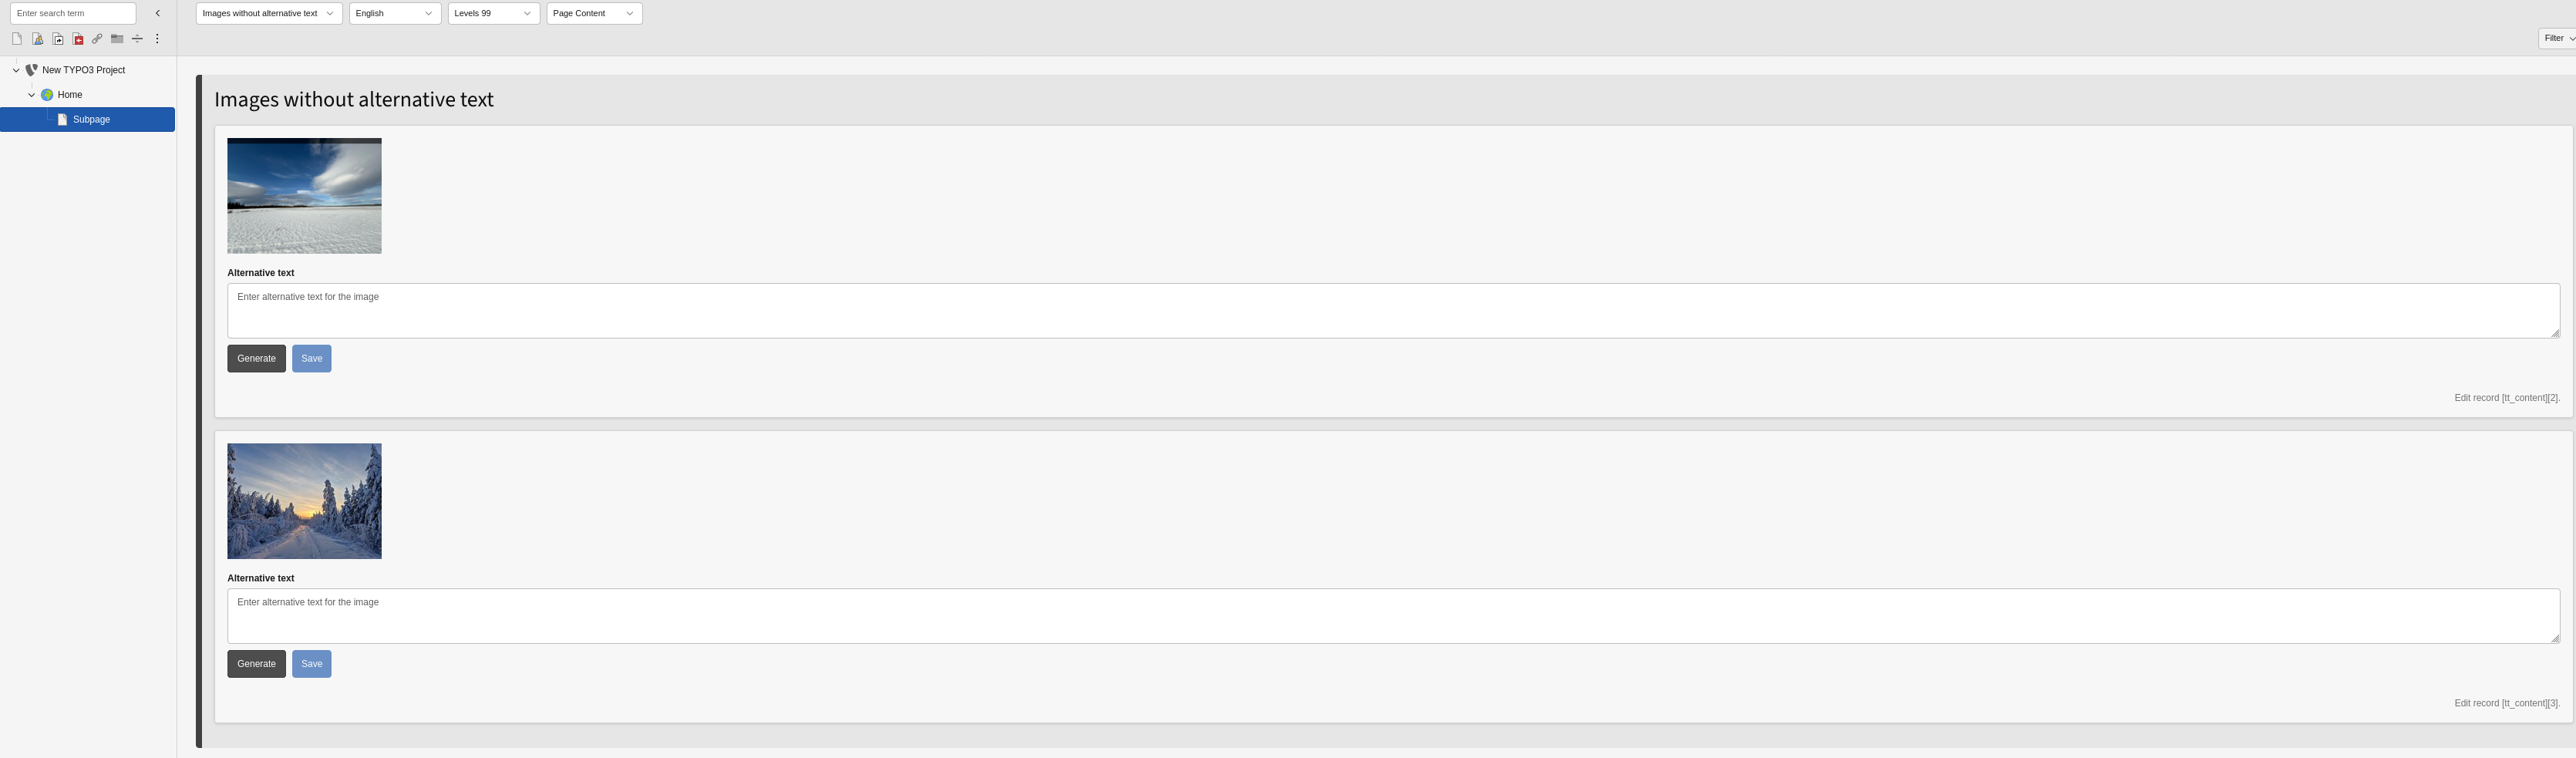 Enter search term
Images without alternative text
English
Levels 99
Page Content
Filter
New TYPO3 Project
Home
Subpage
Images without alternative text
Alternative text
Enter alternative text for the image
Generate
Save
Edit record [tt_content][2].
Alternative text
Enter alternative text for the image
Generate
Save
Edit record [tt_content][3].